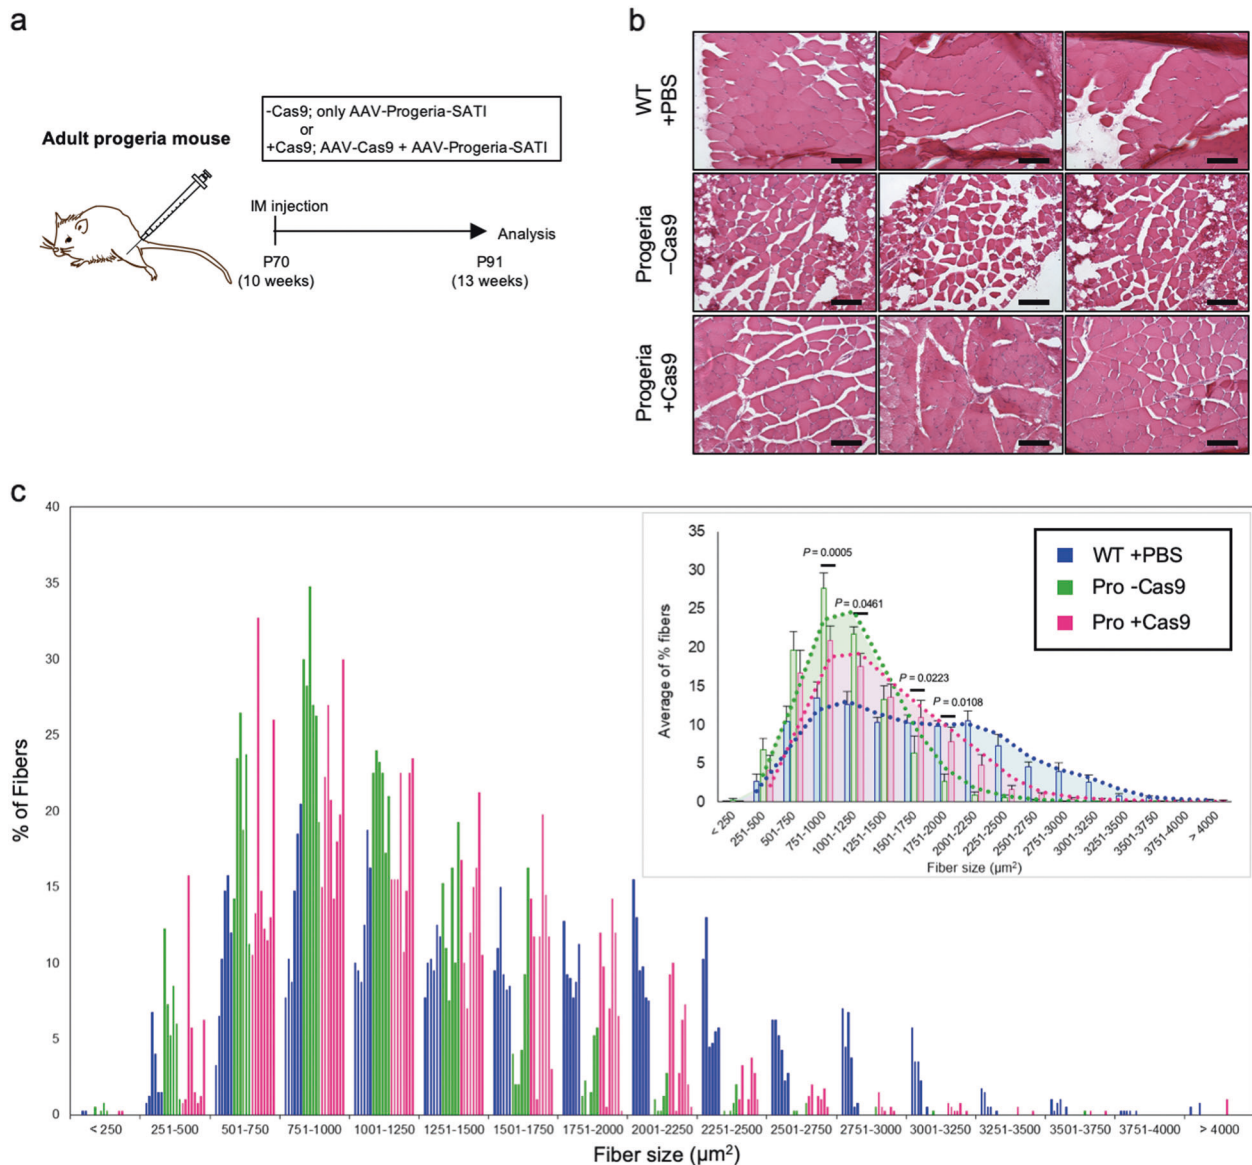 a
-Cas9; only AAV-Progeria-SATI
or
+Cas9; AAV-Cas9 + AAV-Progeria-SATI
Adult progeria mouse
IM injection
Analysis
P70
(10 weeks)
P91
(13 weeks)
b
WT
+PBS
Progeria
–Cas9
Progeria
+Cas9
c
% of Fibers
40
35
30
25
20
15
10
5
0
< 250
251-500
501-750
751-1000
1001-1250
1251-1500
1501-1750
1751-2000
2001-2250
2251-2500
2501-2750
2751-3000
3001-3250
3251-3500
3501-3750
3751-4000
> 4000
Fiber size (µm²)
Average of % fibers
35
30
25
20
15
10
5
0
P = 0.0005
P = 0.0461
P = 0.0223
P = 0.0108
< 250
251-500
501-750
751-1000
1001-1250
1251-1500
1501-1750
1751-2000
2001-2250
2251-2500
2501-2750
2751-3000
3001-3250
3251-3500
3501-3750
3751-4000
> 4000
Fiber size (µm²)
WT +PBS
Pro -Cas9
Pro +Cas9